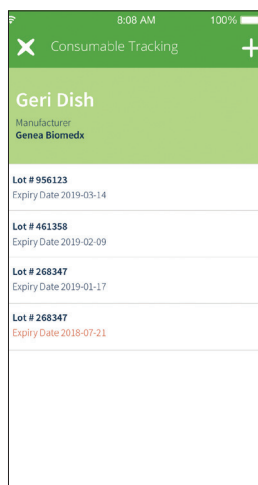 8:08 AM
100%
Consumable Tracking
Geri Dish
Manufacturer
Genea Biomedx
Lot # 956123
Expiry Date 2019-03-14
Lot # 461358
Expiry Date 2019-02-09
Lot # 268347
Expiry Date 2019-01-17
Lot # 268347
Expiry Date 2018-07-21